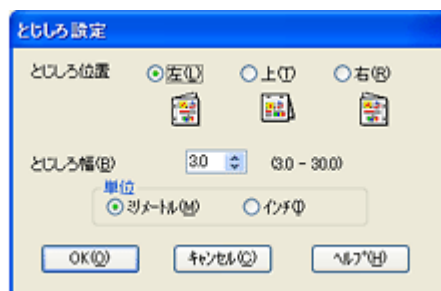 とじしろ設定
とじしろ位置 左(L) 上(T) 右(R)
とじしろ幅(B) 3.0 (3.0 - 30.0)
単位
ミリメートル(M) インチ(I)
OK(O) キャンセル(C) ヘルプ(H)